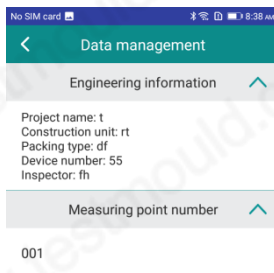 No SIM card 8:38 AM
Data management
Engineering information
Project name: t
Construction unit: rt
Packing type: df
Device number: 55
Inspector: fh
Measuring point number
001